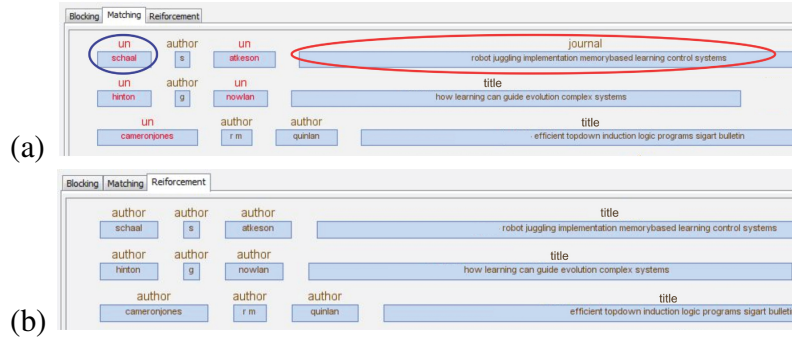 Blocking Matching Reiforcement
un author un journal
schaal s atkeson robot juggling implementation memorybased learning control systems
un un title
hinton g nowlan how learning can guide evolution complex systems
un author author title
(a) cameronjones r m quinlan efficient topdown induction logic programs sigart bulletin
Blocking Matching Reiforcement
author author author title
schaal s atkeson robot juggling implementation memorybased learning control systems
author author author title
hinton g nowlan how learning can guide evolution complex systems
author author author title
(b) cameronjones r m quinlan efficient topdown induction logic programs sigart bulleti